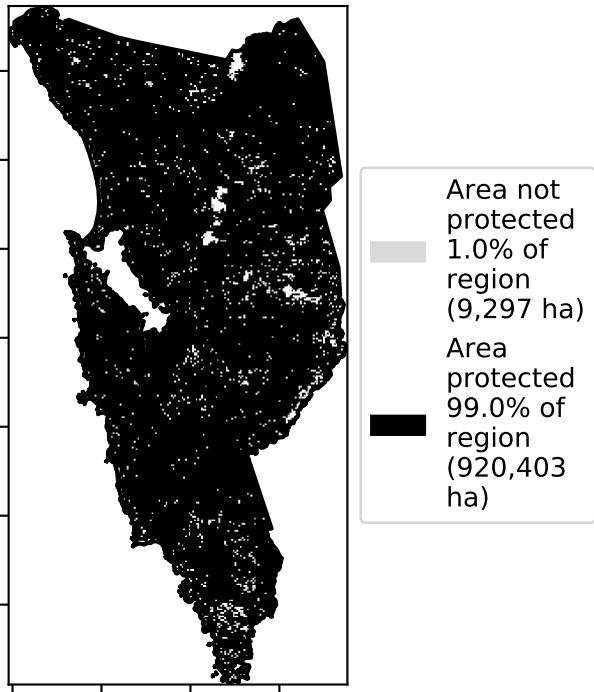 Area not
protected
1.0% of
region
(9,297 ha)
Area
protected
99.0% of
region
(920,403
ha)